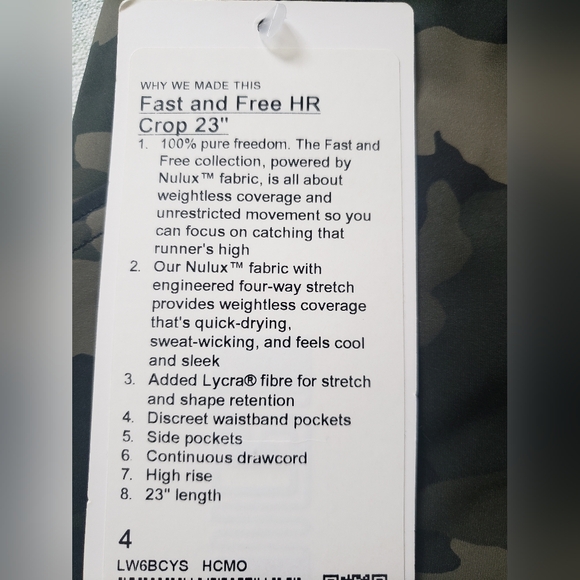 WHY WE MADE THIS
Fast and Free HR
Crop 23"
1. 100% pure freedom. The Fast and
Free collection, powered by
Nulux™ fabric, is all about
weightless coverage and
unrestricted movement so you
can focus on catching that
runner's high
2. Our Nulux™ fabric with
engineered four-way stretch
provides weightless coverage
that's quick-drying,
sweat-wicking, and feels cool
and sleek
3. Added Lycra® fibre for stretch
and shape retention
4. Discreet waistband pockets
5. Side pockets
6 Continuous drawcord
7. High rise
8. 23" length
4
LW6BCYS HCMO